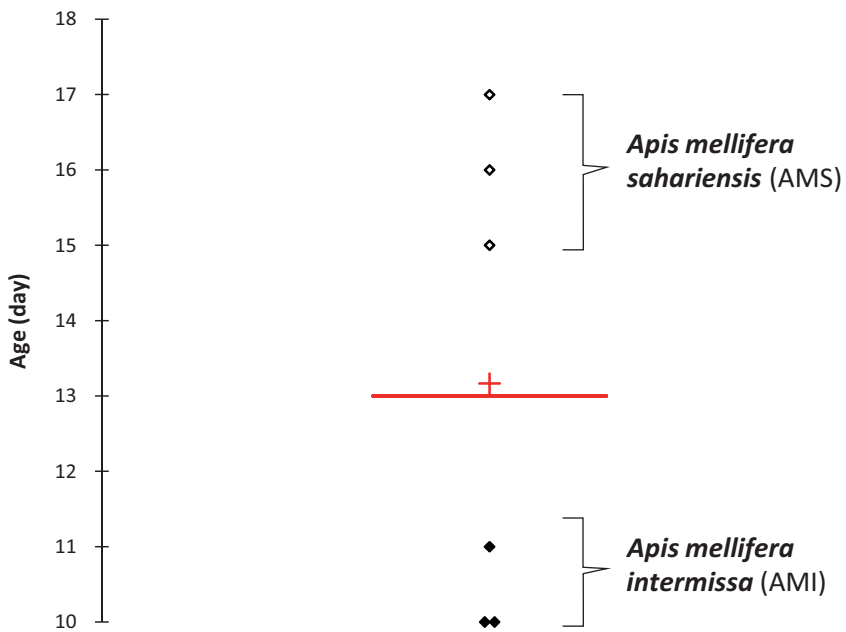 18
17
16
15
14
13
12
11
10
Age (day)
Apis mellifera
sahariensis (AMS)
Apis mellifera
intermissa (AMI)